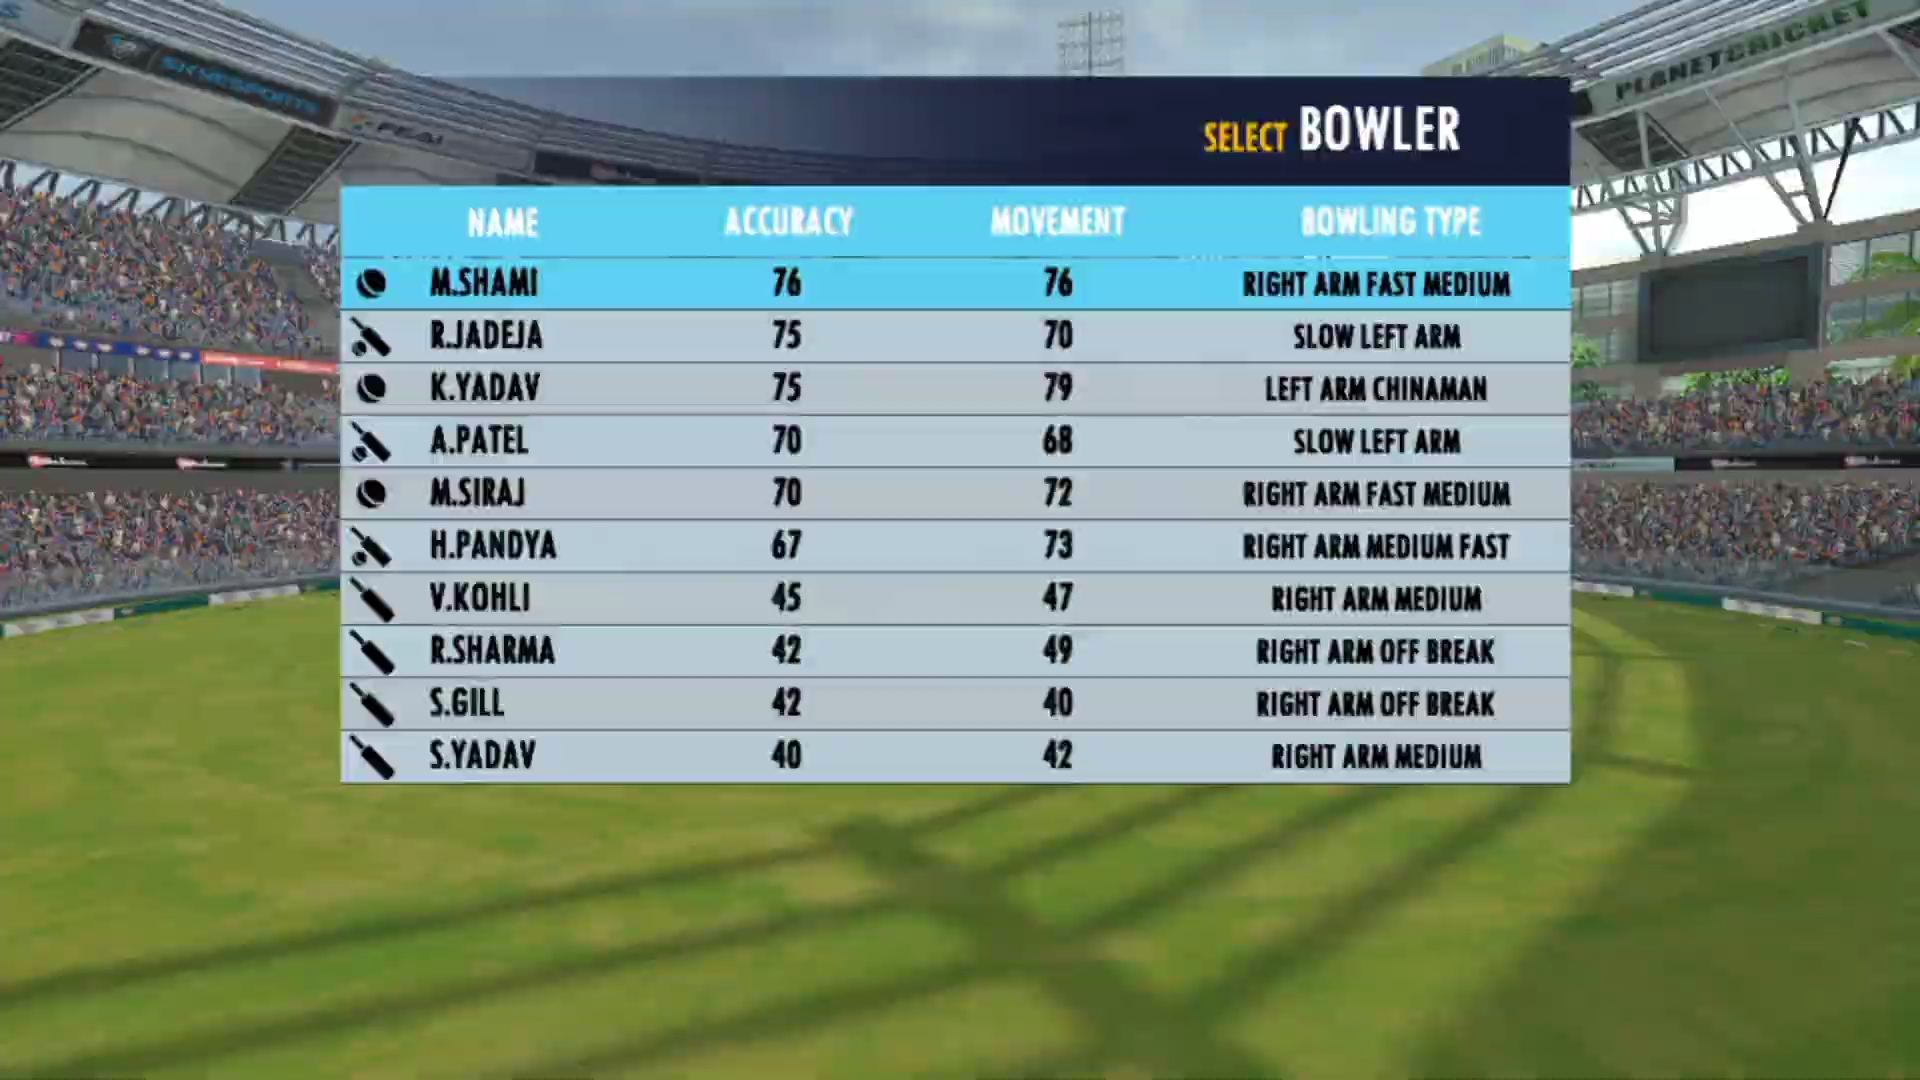 SKYESPORTS
PLANETCRICKET
SELECT BOWLER
NAME ACCURACY MOVEMENT BOWLING TYPE
M.SHAMI 76 76 RIGHT ARM FAST MEDIUM
R.JADEJA 75 70 SLOW LEFT ARM
K.YADAV 75 79 LEFT ARM CHINAMAN
A.PATEL 70 68 SLOW LEFT ARM
M.SIRAJ 70 72 RIGHT ARM FAST MEDIUM
H.PANDYA 67 73 RIGHT ARM MEDIUM FAST
V.KOHLI 45 47 RIGHT ARM MEDIUM
R.SHARMA 42 49 RIGHT ARM OFF BREAK
S.GILL 42 40 RIGHT ARM OFF BREAK
S.YADAV 40 42 RIGHT ARM MEDIUM